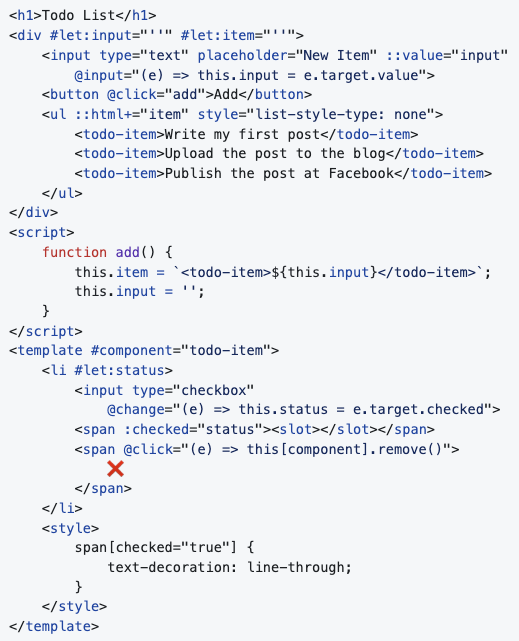 <h1>Todo List</h1>
<div #let:input="''" #let:item="''">
    <input type="text" placeholder="New Item" ::value="input"
        @input="(e) => this.input = e.target.value">
    <button @click="add">Add</button>
    <ul ::html+="item" style="list-style-type: none">
        <todo-item>Write my first post</todo-item>
        <todo-item>Upload the post to the blog</todo-item>
        <todo-item>Publish the post at Facebook</todo-item>
    </ul>
</div>
<script>
    function add() {
        this.item = `<todo-item>${this.input}</todo-item>`;
        this.input = '';
    }
</script>
<template #component="todo-item">
    <li #let:status>
        <input type="checkbox"
            @change="(e) => this.status = e.target.checked">
        <span :checked="status"><slot></slot></span>
        <span @click="(e) => this[component].remove()">
            ❌
        </span>
    </li>
    <style>
        span[checked="true"] {
            text-decoration: line-through;
        }
    </style>
</template>